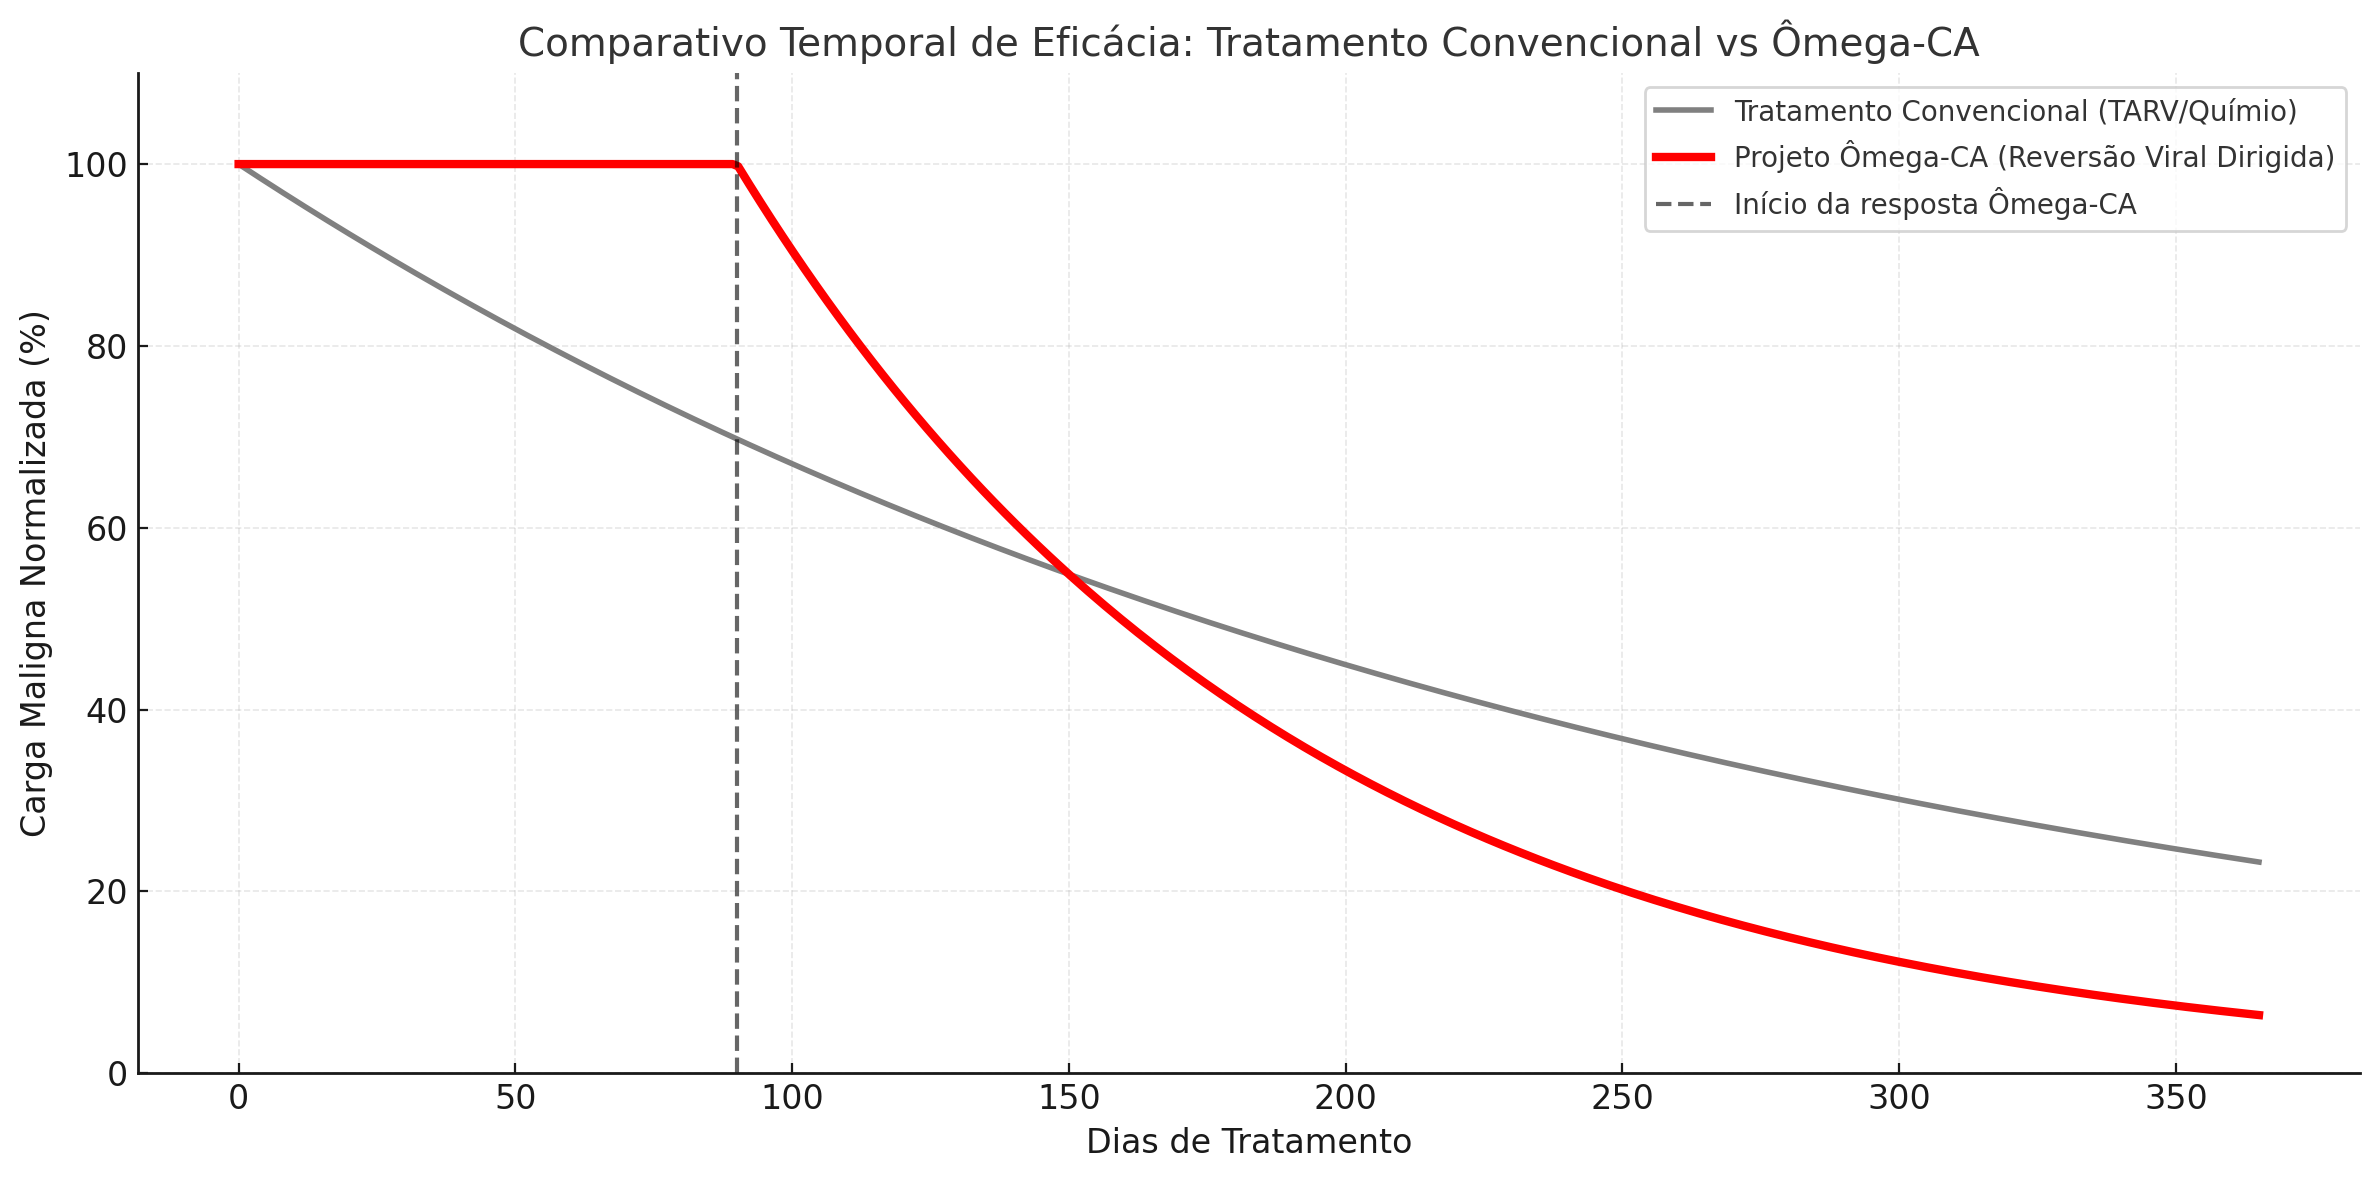 Comparativo Temporal de Eficácia: Tratamento Convencional vs Ômega-CA
Tratamento Convencional (TARV/Químio)
Projeto Ômega-CA (Reversão Viral Dirigida)
Início da resposta Ômega-CA
Carga Maligna Normalizada (%)
100
80
60
40
20
0
0 50 100 150 200 250 300 350
Dias de Tratamento